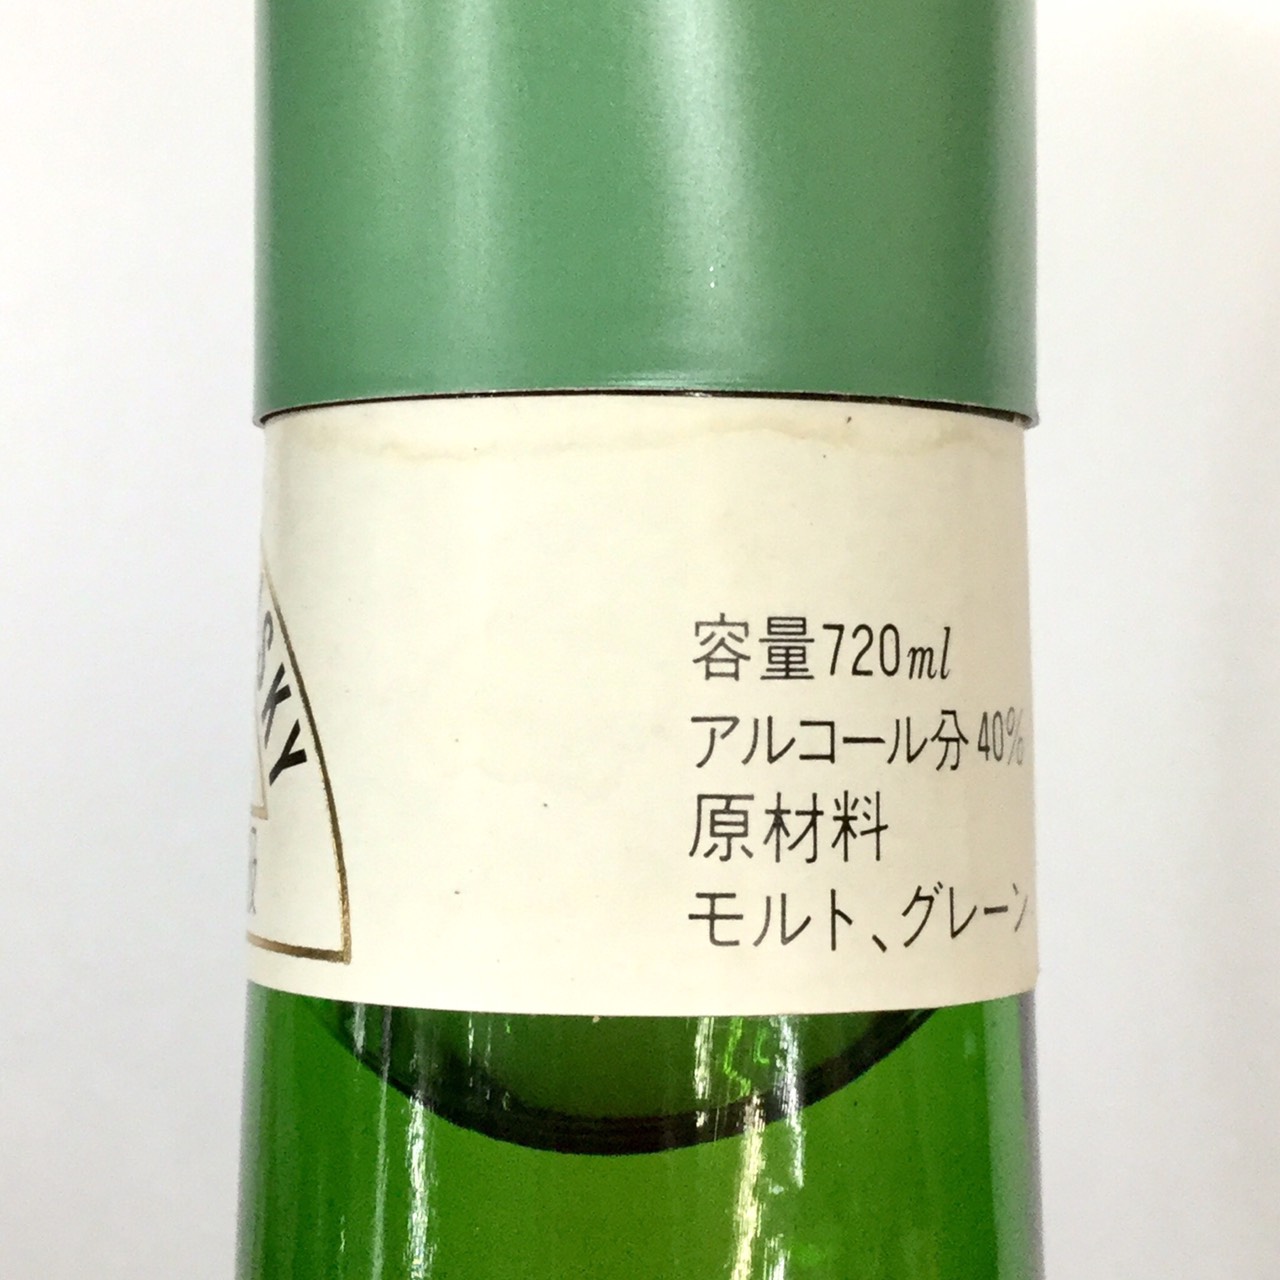 SKY
容量720ml
アルコール分40%
原材料
モルト、グレーン